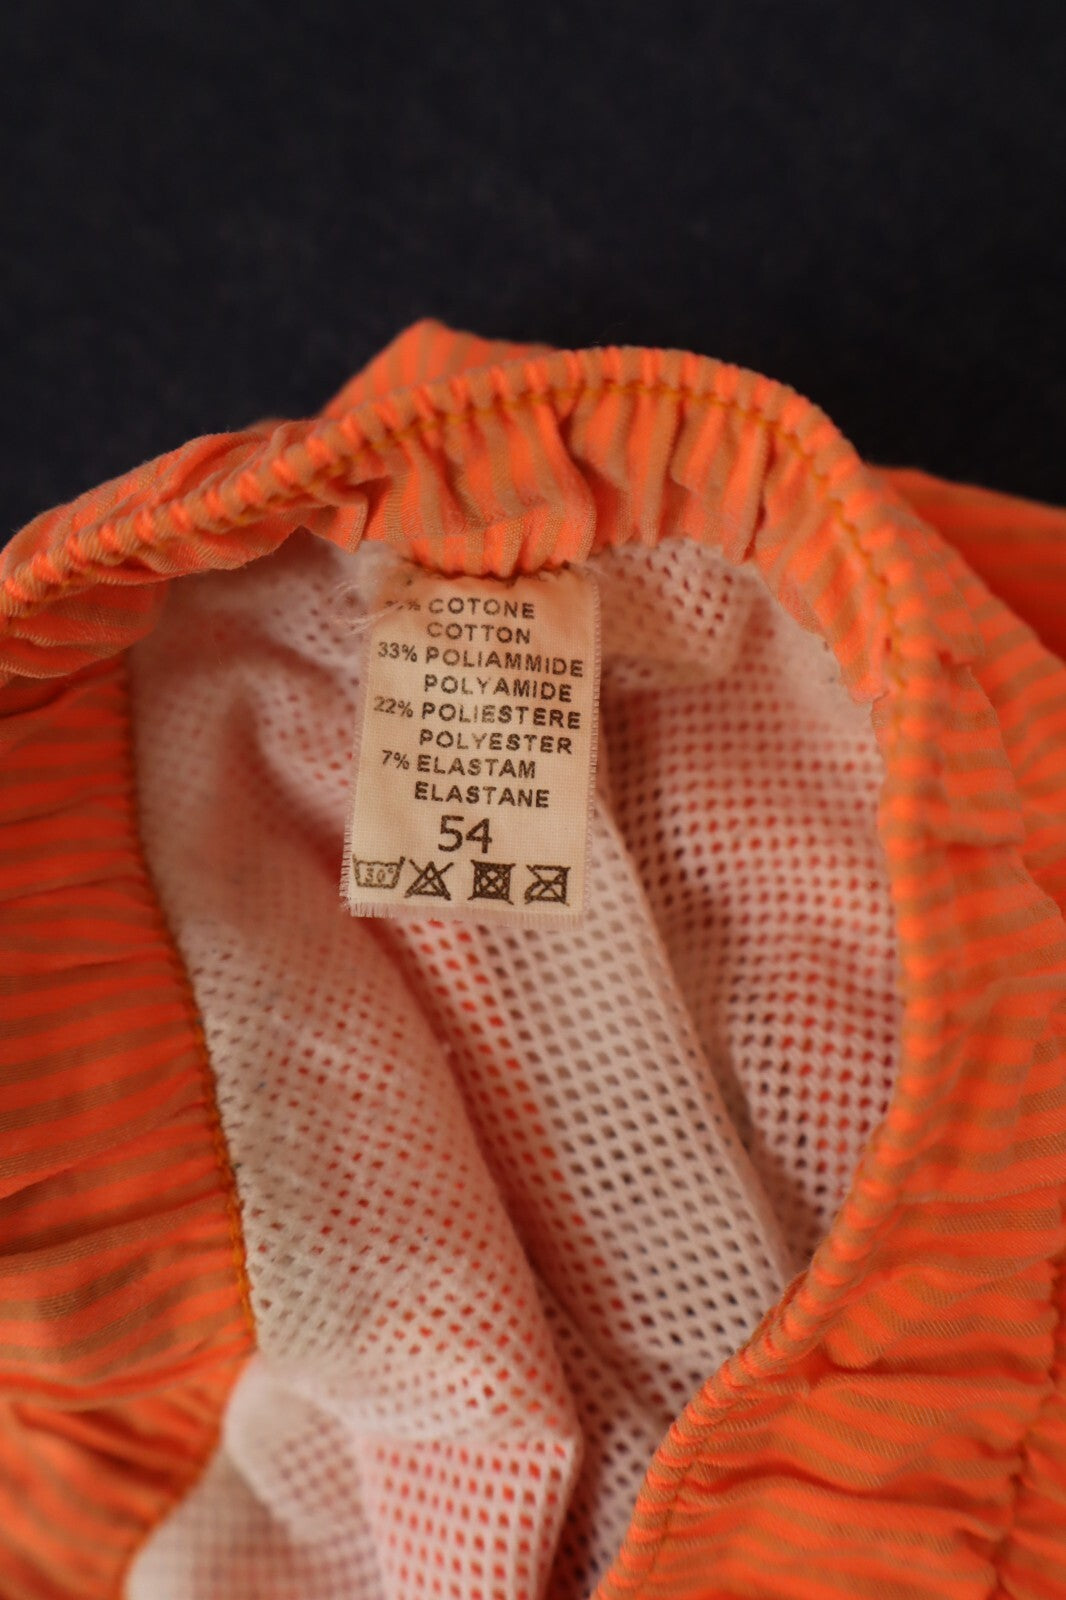 COTONE
COTTON
33% POLIAMMIDE
POLYAMIDE
22% POLIESTERE
POLYESTER
7% ELASTAM
ELASTANE
54
30°